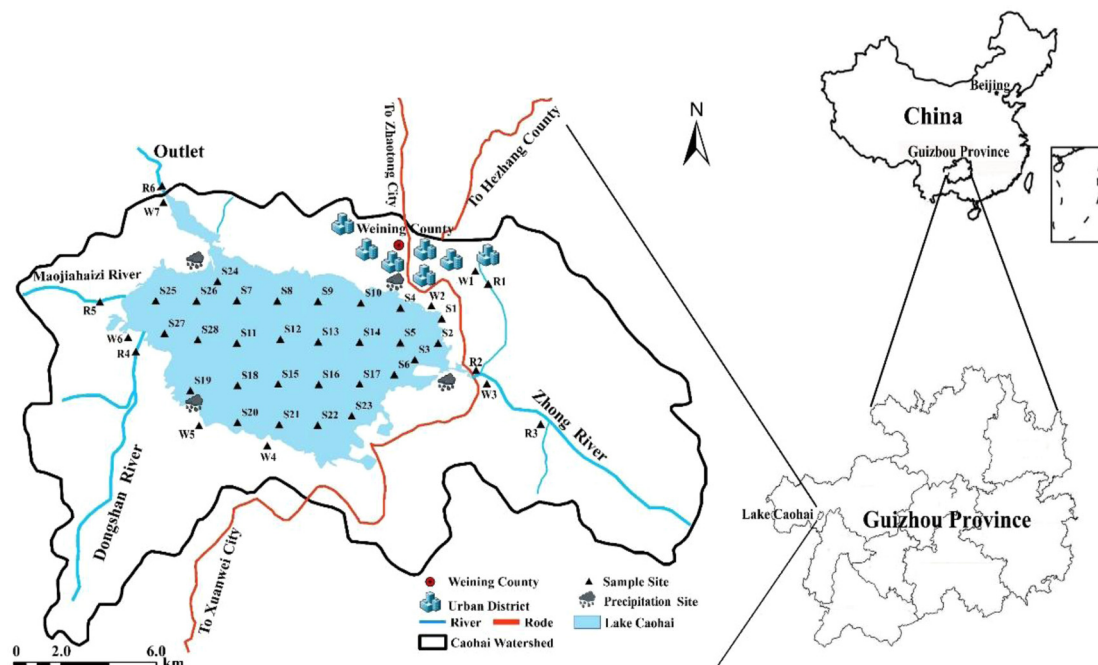 Outlet
R6
W7
To Zhaotong City
To Hezhang County
N
Weining County
Maojiahaizi River
S24
S25
S26
S7
S8
S9
S10
S4
W2
W1
R1
S1
R5
S27
S28
S11
S12
S13
S14
S5
S2
W6
R4
S3
S6
R2
W3
S19
S18
S15
S16
S17
W5
S20
S21
S22
S23
W4
R3
Zhong River
Dongshan River
To Xuanwei City
Weining County
Sample Site
Urban District
Precipitation Site
River
Rode
Lake Caohai
Caohai Watershed
0 2.0 6.0
km
Beijing
China
Guizbou Province
Lake Caohai
Guizhou Province